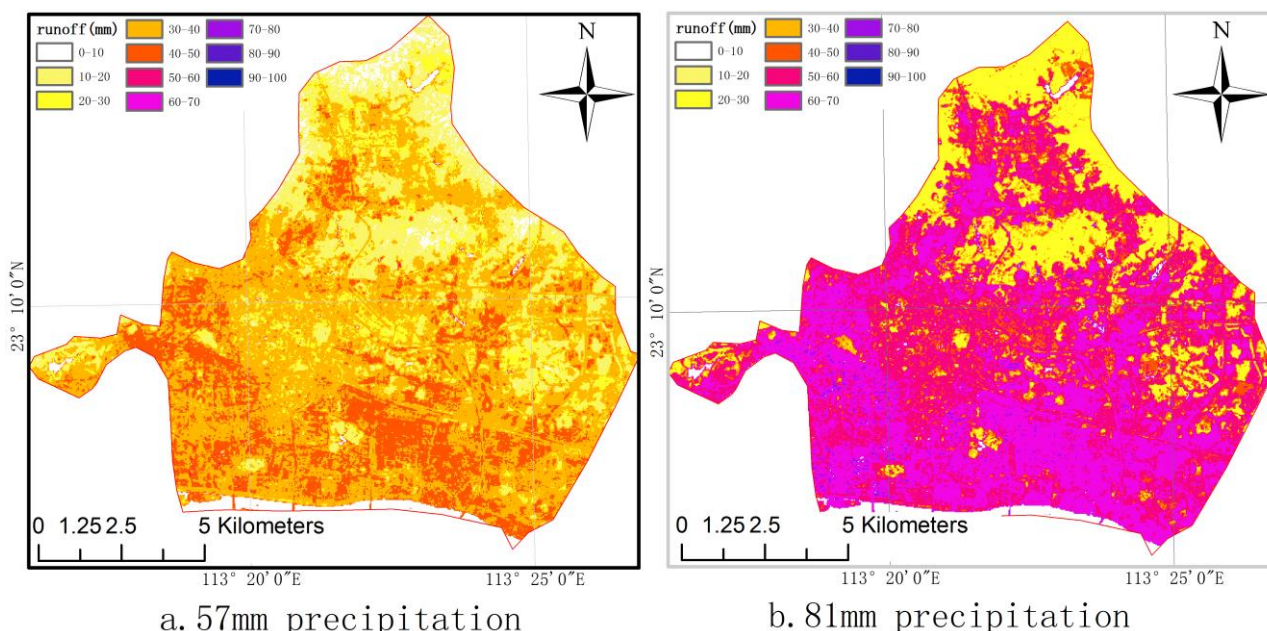 runoff(mm)
0-10
10-20
20-30
30-40
40-50
50-60
60-70
70-80
80-90
90-100
N
23° 10′0″N
0 1.25 2.5 5 Kilometers
113° 20′0″E
113° 25′0″E
a. 57mm precipitation
runoff(mm)
0-10
10-20
20-30
30-40
40-50
50-60
60-70
70-80
80-90
90-100
N
23° 10′0″N
0 1.25 2.5 5 Kilometers
113° 20′0″E
113° 25′0″E
b. 81mm precipitation